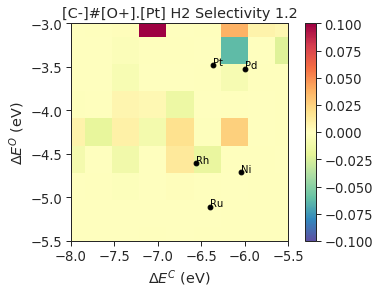 [C-]#[O+].[Pt] H2 Selectivity 1.2
−3.0
−3.5
−4.0
−4.5
−5.0
−5.5
ΔE^O (eV)
Pt
Pd
Rh
Ni
Ru
−8.0 −7.5 −7.0 −6.5 −6.0 −5.5
ΔE^C (eV)
0.100
0.075
0.050
0.025
0.000
−0.025
−0.050
−0.075
−0.100